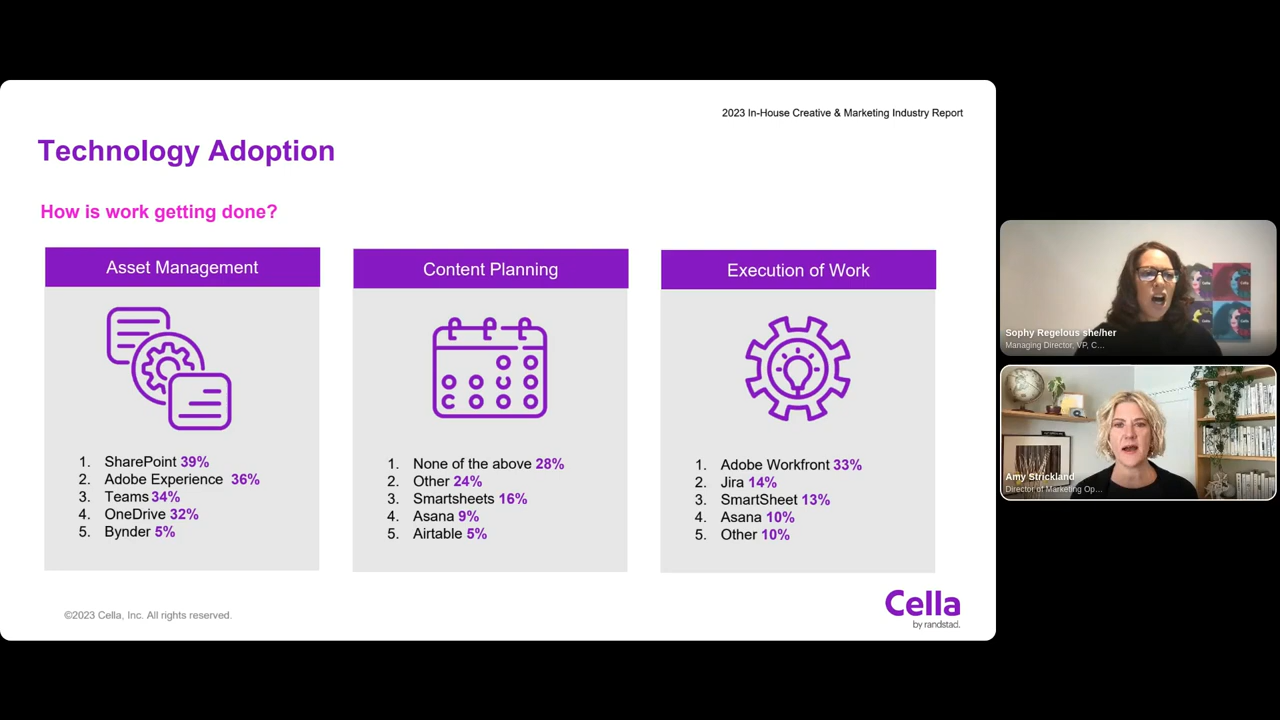 2023 In-House Creative & Marketing Industry Report
Technology Adoption
How is work getting done?
Asset Management
1. SharePoint 39%
2. Adobe Experience 36%
3. Teams 34%
4. OneDrive 32%
5. Bynder 5%
Content Planning
1. None of the above 28%
2. Other 24%
3. Smartsheets 16%
4. Asana 9%
5. Airtable 5%
Execution of Work
1. Adobe Workfront 33%
2. Jira 14%
3. SmartSheet 13%
4. Asana 10%
5. Other 10%
©2023 Cella, Inc. All rights reserved.
Cella
by randstad.
Sophy Regelous she/her
Managing Director, VP, C...
Amy Strickland
Director of Marketing Op...